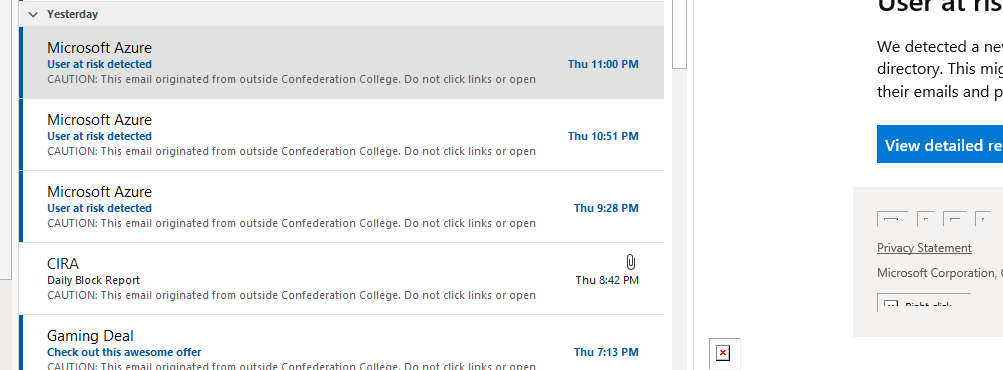 Yesterday
Microsoft Azure
User at risk detected
Thu 11:00 PM
CAUTION: This email originated from outside Confederation College. Do not click links or open
Microsoft Azure
User at risk detected
Thu 10:51 PM
CAUTION: This email originated from outside Confederation College. Do not click links or open
Microsoft Azure
User at risk detected
Thu 9:28 PM
CAUTION: This email originated from outside Confederation College. Do not click links or open
CIRA
Daily Block Report
Thu 8:42 PM
CAUTION: This email originated from outside Confederation College. Do not click links or open
Gaming Deal
Check out this awesome offer
Thu 7:13 PM
CAUTION: This email originated from outside Confederation College. Do not click links or open
User at ris
We detected a ne
directory. This mig
their emails and p
View detailed re
Privacy Statement
Microsoft Corporation,
Right-click